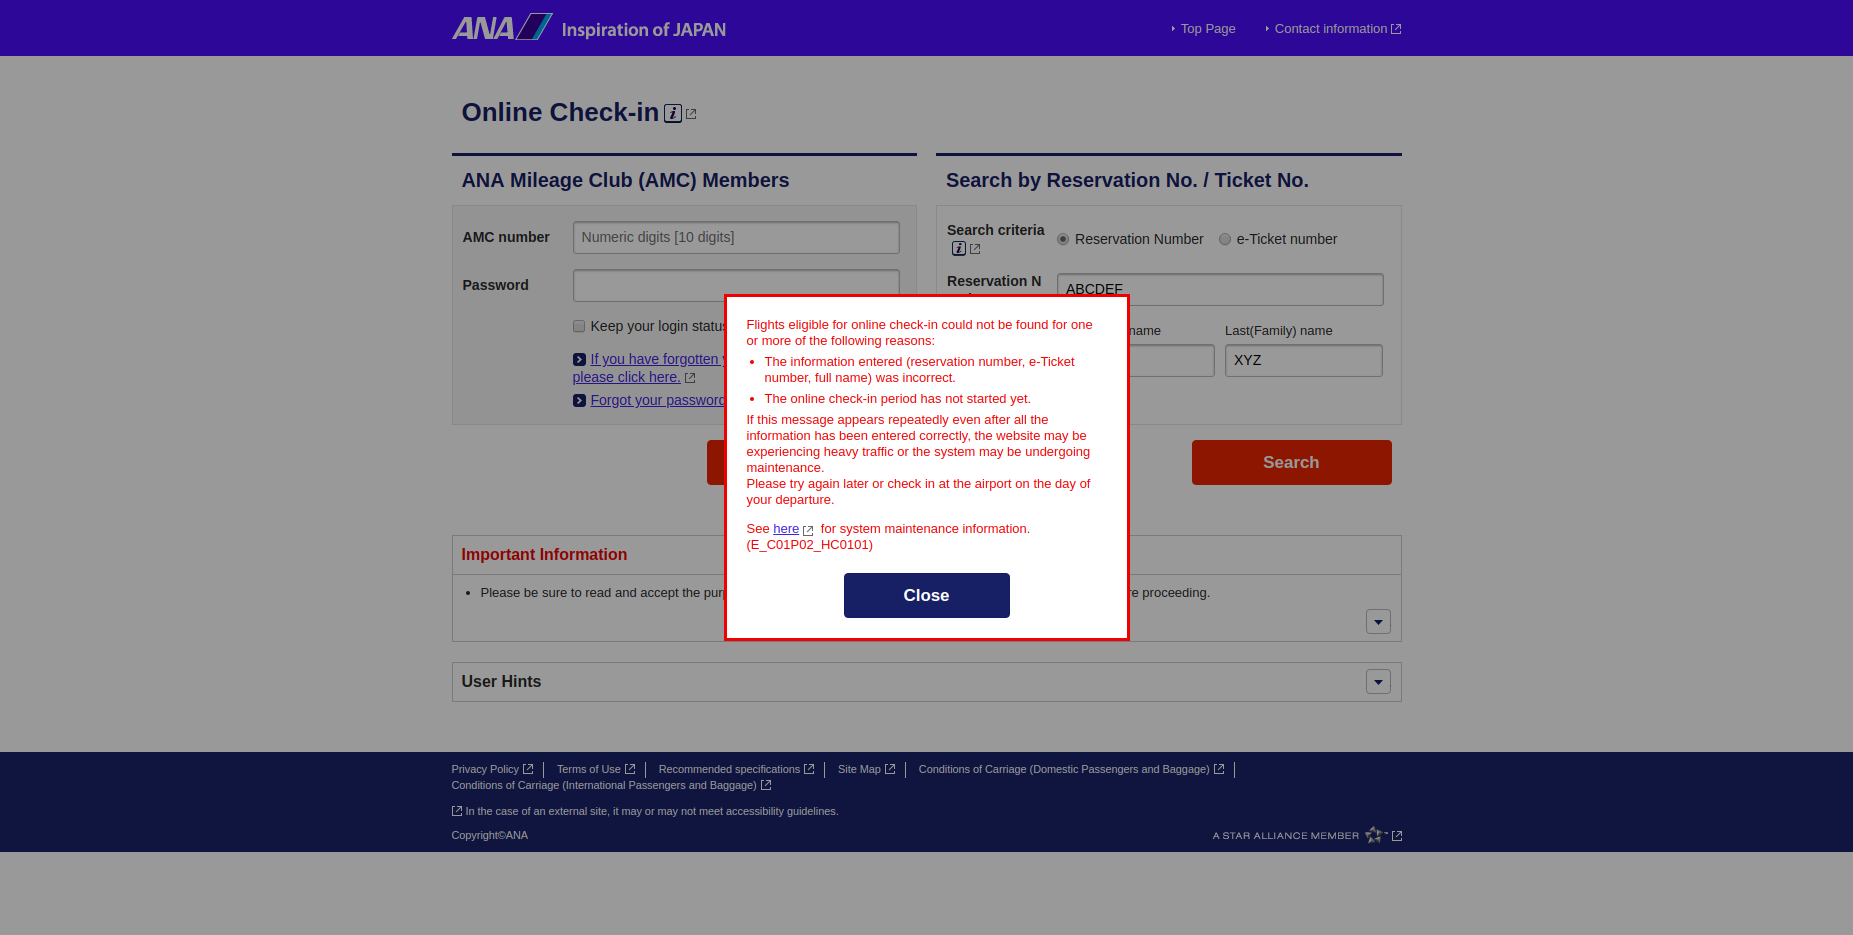 ANA Inspiration of JAPAN
Top Page
Contact information
Online Check-in
ANA Mileage Club (AMC) Members
AMC number
Numeric digits [10 digits]
Password
Keep your login status
If you have forgotten
please click here.
Forgot your password
Search by Reservation No. / Ticket No.
Search criteria
Reservation Number
e-Ticket number
Reservation N
ABCDEF
name
Last(Family) name
XYZ
Search
Flights eligible for online check-in could not be found for one
or more of the following reasons:
• The information entered (reservation number, e-Ticket
number, full name) was incorrect.
• The online check-in period has not started yet.
If this message appears repeatedly even after all the
information has been entered correctly, the website may be
experiencing heavy traffic or the system may be undergoing
maintenance.
Please try again later or check in at the airport on the day of
your departure.
See here for system maintenance information.
(E_C01P02_HC0101)
Close
Important Information
• Please be sure to read and accept the
proceeding.
User Hints
Privacy Policy
Terms of Use
Recommended specifications
Site Map
Conditions of Carriage (Domestic Passengers and Baggage)
Conditions of Carriage (International Passengers and Baggage)
In the case of an external site, it may or may not meet accessibility guidelines.
Copyright©ANA
A STAR ALLIANCE MEMBER